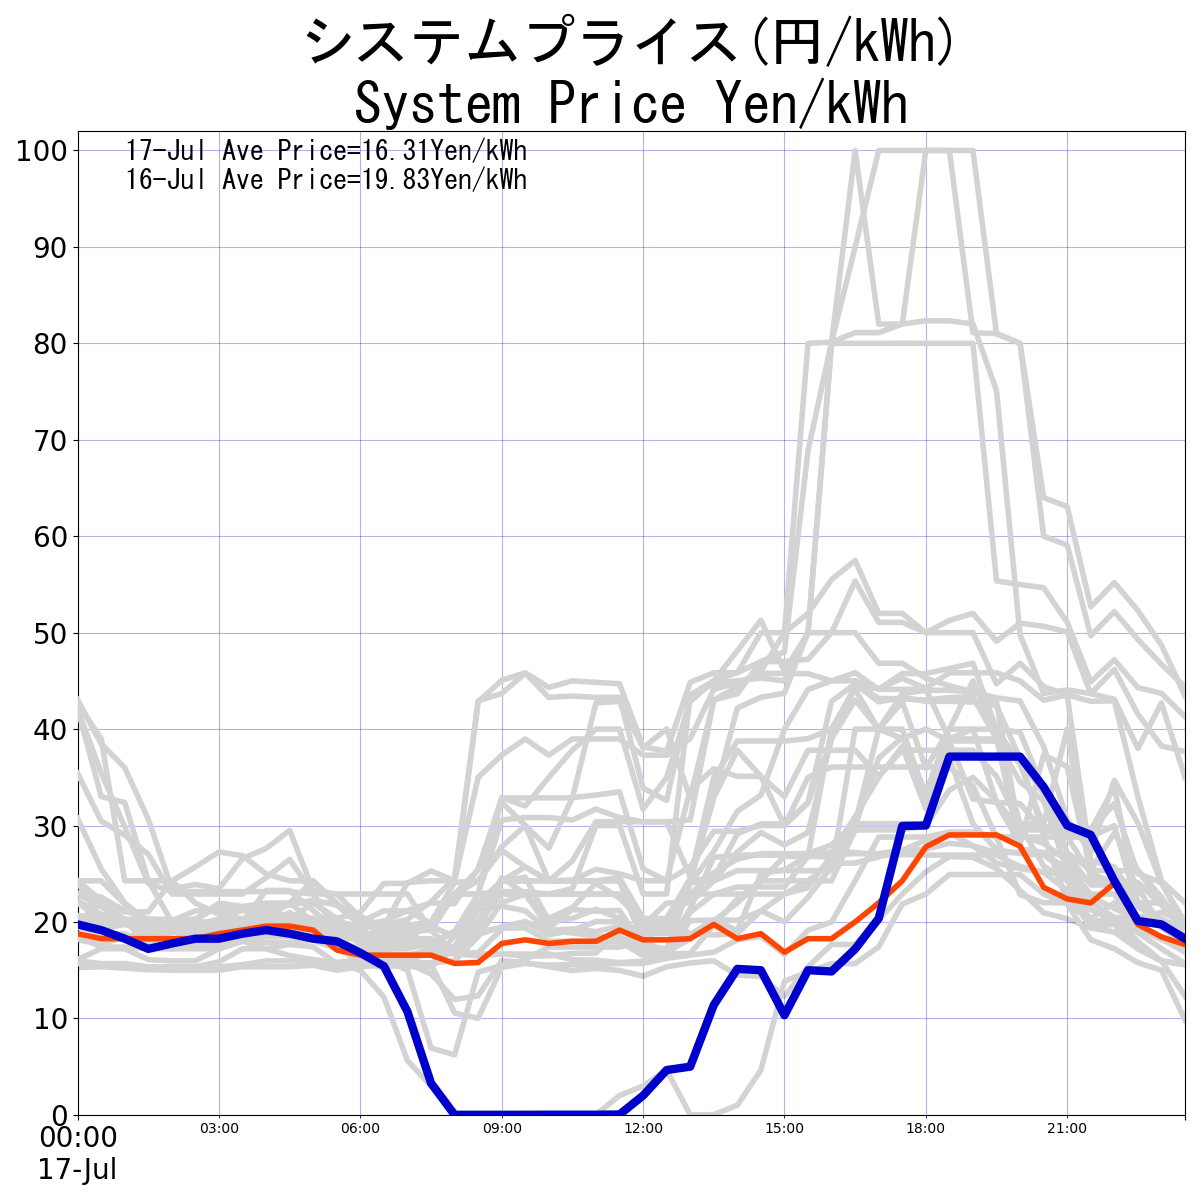 システムプライス(円/kWh)
System Price Yen/kWh
17-Jul Ave Price=16.31Yen/kWh
16-Jul Ave Price=19.83Yen/kWh
100
90
80
70
60
50
40
30
20
10
0
00:00 03:00 06:00 09:00 12:00 15:00 18:00 21:00
17-Jul